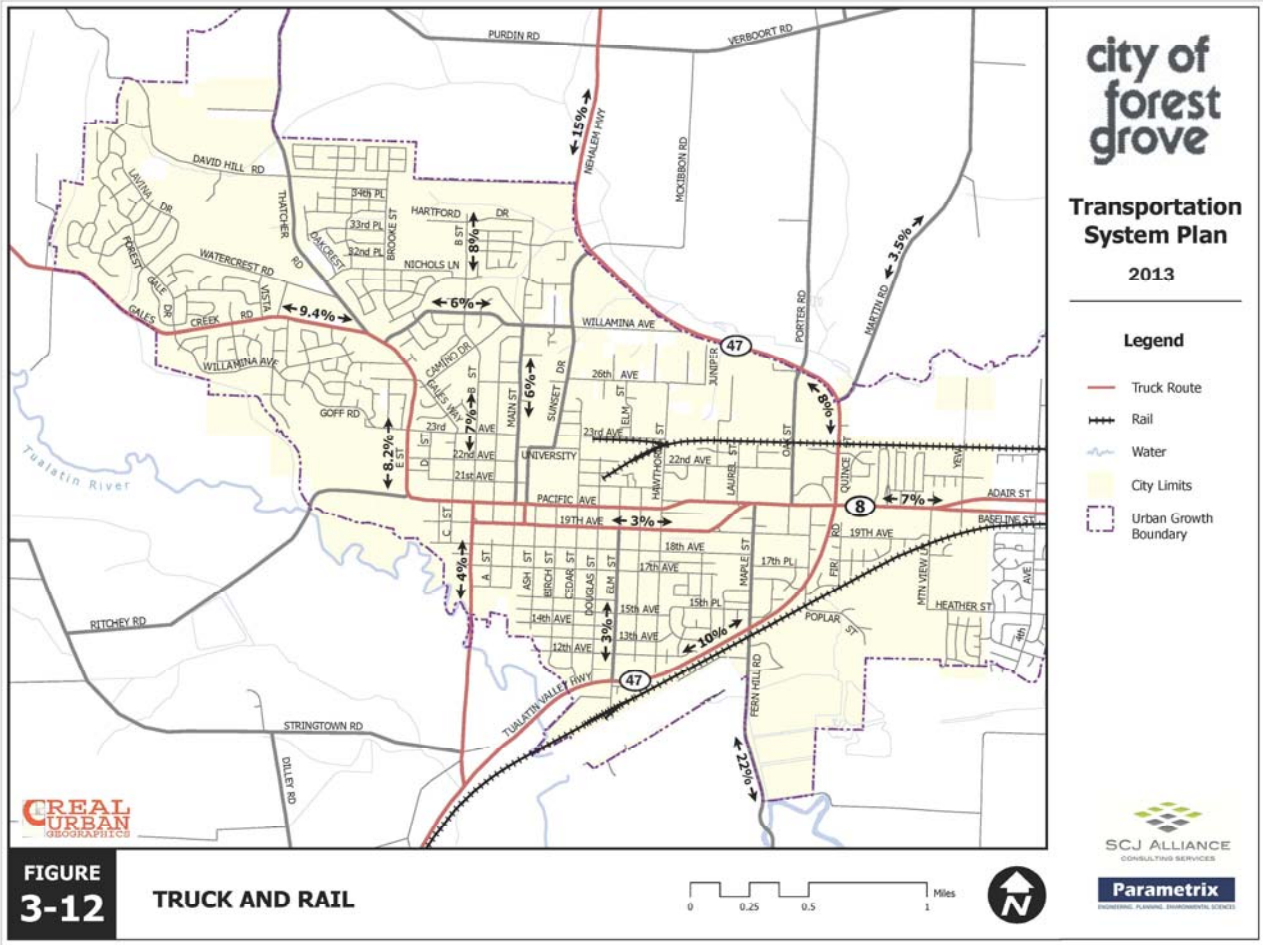 PURDIN RD
VERBOORT RD
15%
NEHALEM HWY
MCKIBBON RD
DAVID HILL RD
LAVINA DR
THATCHER RD
34th PL
BROOKE ST
HARTFORD DR
33rd PL
B ST
8%
OAKCREST
32nd PL
NICHOLS LN
FOREST GALE DR
WATERCREST RD
VISTA
3.5%
MARTIN RD
PORTER RD
GALES CREEK RD
9.4%
6%
WILLAMINA AVE
47
WILLAMINA AVE
CAMINO DR
GALES WAY
B ST
MAIN ST
6%
SUNSET DR
26th AVE
ELM ST
JUNIPER
8%
GOFF RD
7%
23rd AVE
23rd AVE
HAWTHORNE ST
OAK ST
QUINCE ST
YEW
8.2%
E ST
D ST
22nd AVE
UNIVERSITY
22nd AVE
LAUREL ST
21st AVE
Tualatin River
PACIFIC AVE
8
7%
ADAIR ST
C ST
19TH AVE
3%
BASELINE ST
19TH AVE
4%
A ST
ASH ST
BIRCH ST
CEDAR ST
DOUGLAS ST
ELM ST
18th AVE
17th AVE
MAPLE ST
17th PL
FIR RD
MTN VIEW LN
AVE
RITCHEY RD
14th AVE
15th AVE
15th PL
HEATHER ST
3%
13th AVE
10%
POPLAR ST
4th
12th AVE
47
TUALATIN VALLEY HWY
FERN HILL RD
STRINGTOWN RD
DILLEY RD
22%
REAL
URBAN
GEOGRAPHICS
FIGURE
3-12
TRUCK AND RAIL
0 0.25 0.5 1 Miles
N
city of
forest
grove
Transportation
System Plan
2013
Legend
Truck Route
Rail
Water
City Limits
Urban Growth
Boundary
SCJ ALLIANCE
CONSULTING SERVICES
Parametrix
ENGINEERING. PLANNING. ENVIRONMENTAL SCIENCES